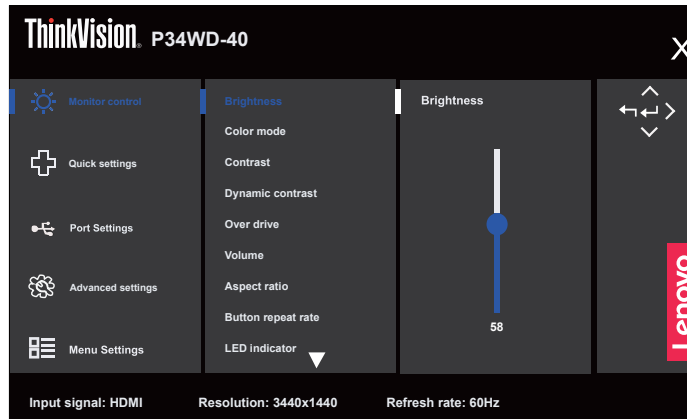 ThinkVision. P34WD-40
X
Monitor control
Quick settings
Port Settings
Advanced settings
Menu Settings
Brightness
Color mode
Contrast
Dynamic contrast
Over drive
Volume
Aspect ratio
Button repeat rate
LED indicator
Brightness
58
Lenovo
Input signal: HDMI Resolution: 3440x1440 Refresh rate: 60Hz